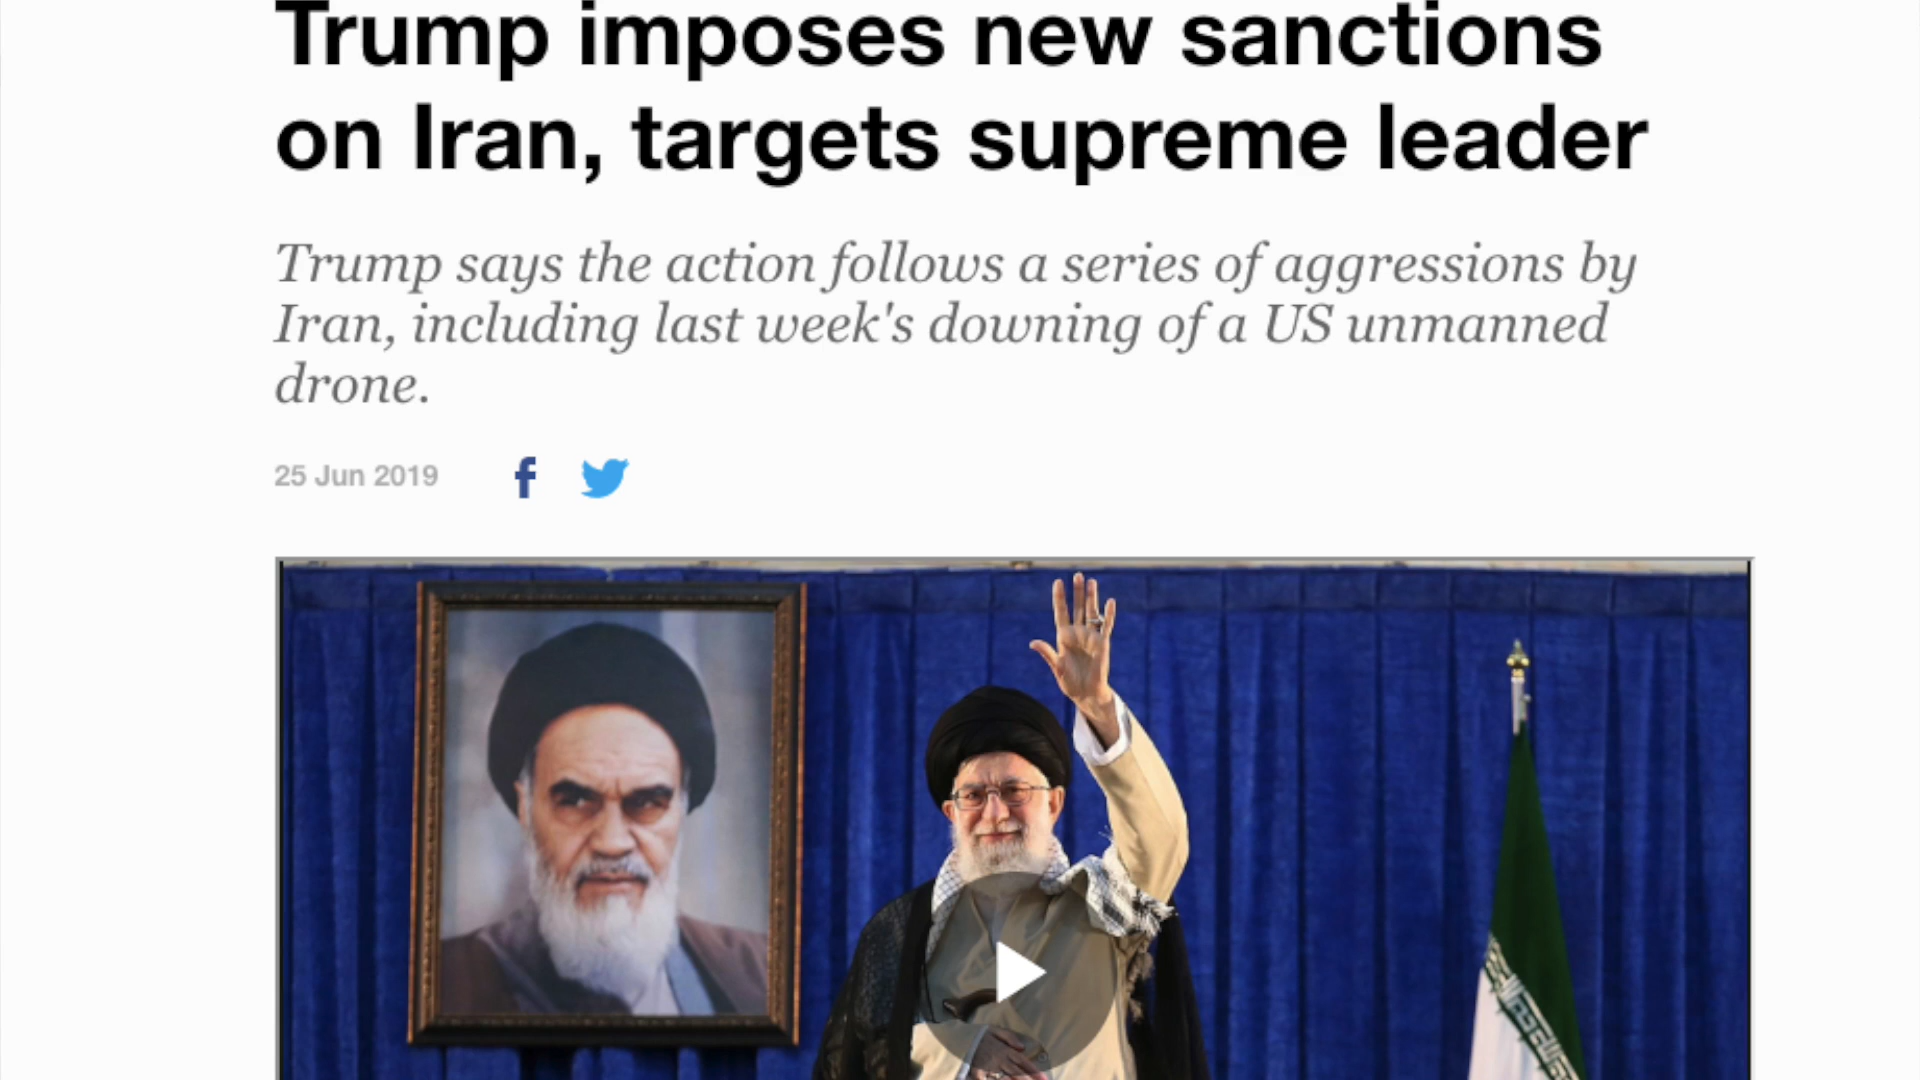 Trump imposes new sanctions
on Iran, targets supreme leader
Trump says the action follows a series of aggressions by
Iran, including last week's downing of a US unmanned
drone.
25 Jun 2019